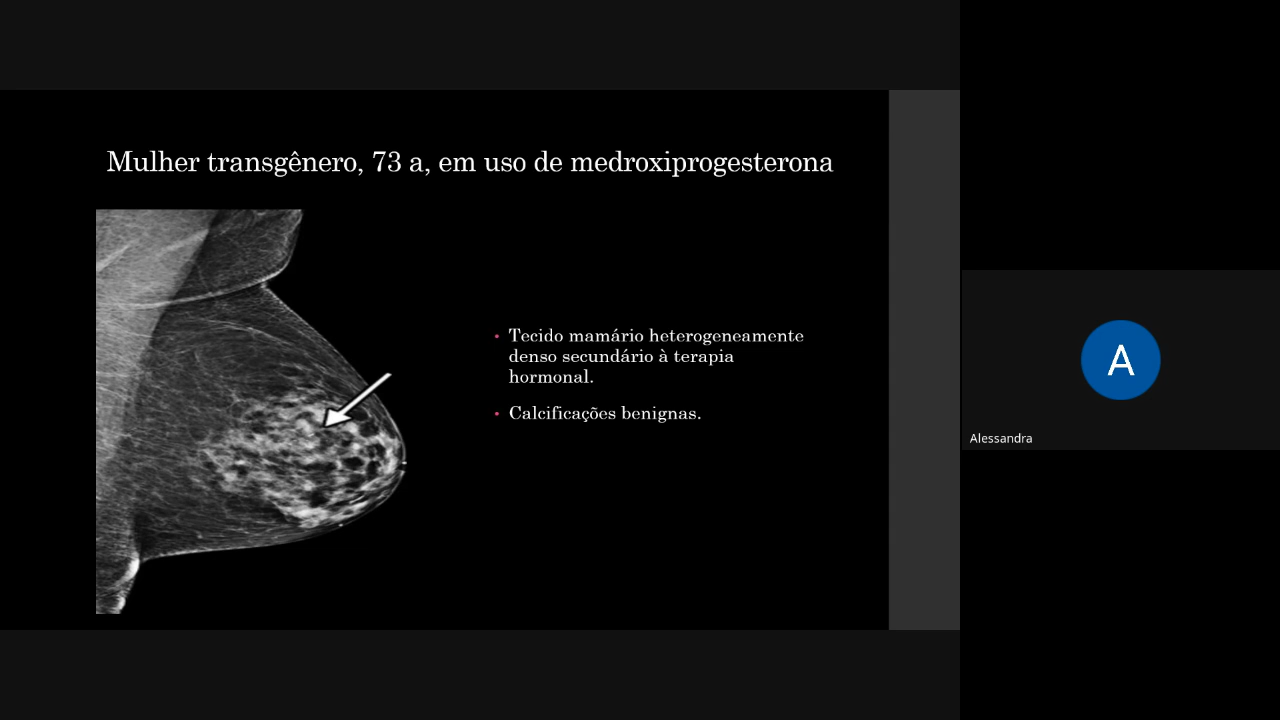 Mulher transgênero, 73 a, em uso de medroxiprogesterona
• Tecido mamário heterogeneamente
denso secundário à terapia
hormonal.
• Calcificações benignas.
A
Alessandra